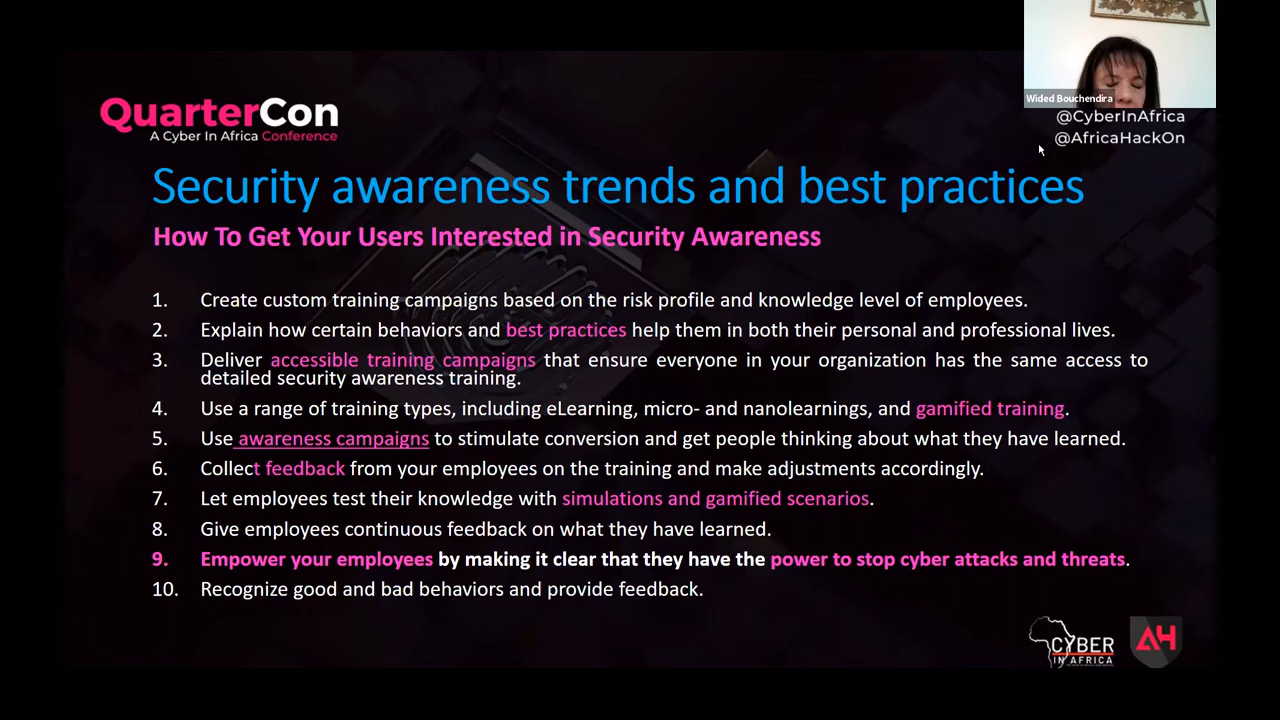 QuarterCon
A Cyber In Africa Conference
Wided Bouchendira
@CyberInAfrica
@AfricaHackOn
Security awareness trends and best practices
How To Get Your Users Interested in Security Awareness
1. Create custom training campaigns based on the risk profile and knowledge level of employees.
2. Explain how certain behaviors and best practices help them in both their personal and professional lives.
3. Deliver accessible training campaigns that ensure everyone in your organization has the same access to
detailed security awareness training.
4. Use a range of training types, including eLearning, micro- and nanolearnings, and gamified training.
5. Use awareness campaigns to stimulate conversion and get people thinking about what they have learned.
6. Collect feedback from your employees on the training and make adjustments accordingly.
7. Let employees test their knowledge with simulations and gamified scenarios.
8. Give employees continuous feedback on what they have learned.
9. Empower your employees by making it clear that they have the power to stop cyber attacks and threats.
10. Recognize good and bad behaviors and provide feedback.
CYBER
IN AFRICA
AH